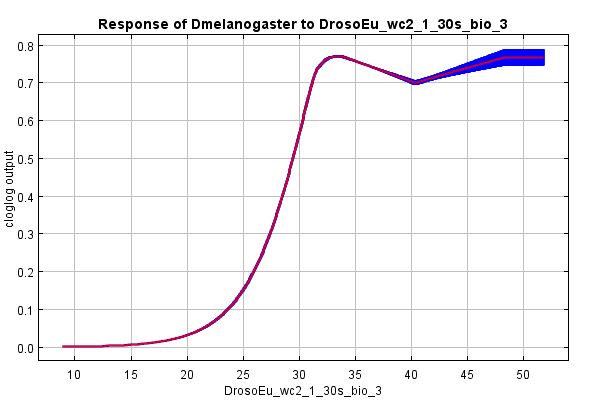 Response of Dmelanogaster to DrosoEu_wc2_1_30s_bio_3
cloglog output
0.8
0.7
0.6
0.5
0.4
0.3
0.2
0.1
0.0
10 15 20 25 30 35 40 45 50
DrosoEu_wc2_1_30s_bio_3